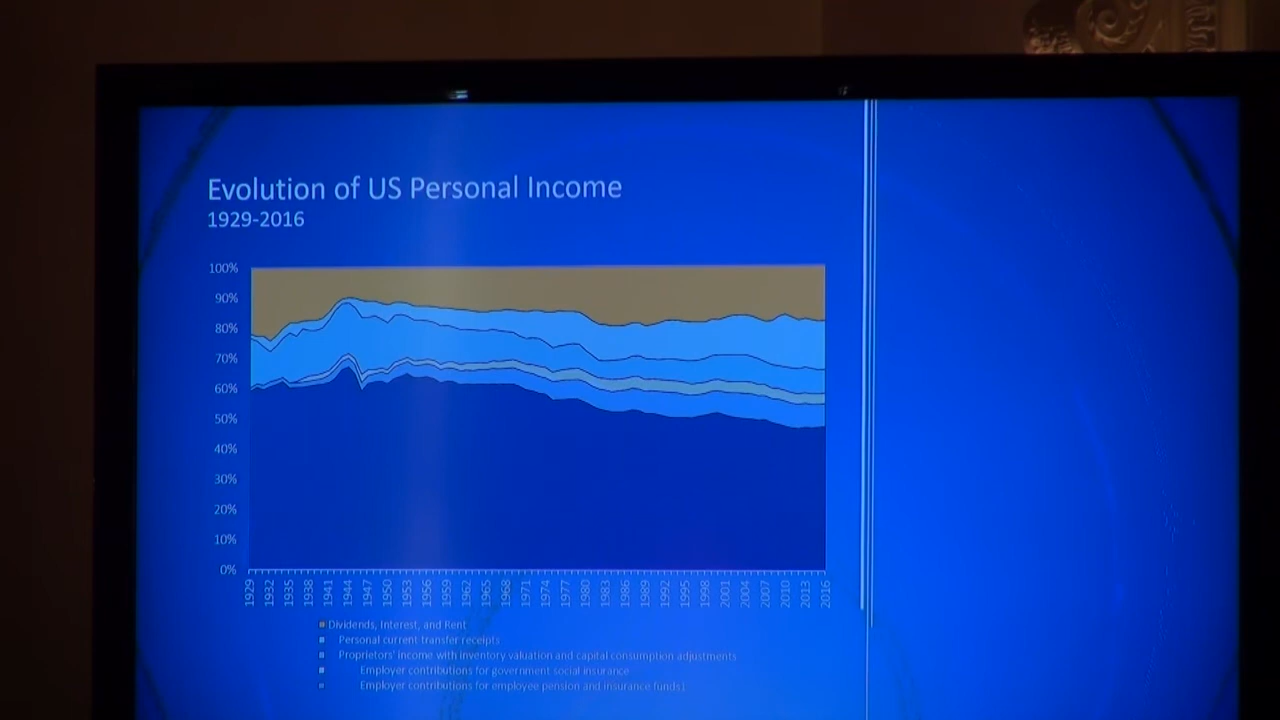 Evolution of US Personal Income
1929-2016
100%
90%
80%
70%
60%
50%
40%
30%
20%
10%
0%
1929 1932 1935 1938 1941 1944 1947 1950 1953 1956 1959 1962 1965 1968 1971 1974 1977 1980 1983 1986 1989 1992 1995 1998 2001 2004 2007 2010 2013 2016
Dividends, Interest, and Rent
Personal current transfer receipts
Proprietors' income with inventory valuation and capital consumption adjustments
Employer contributions for government social insurance
Employer contributions for employee pension and insurance funds1